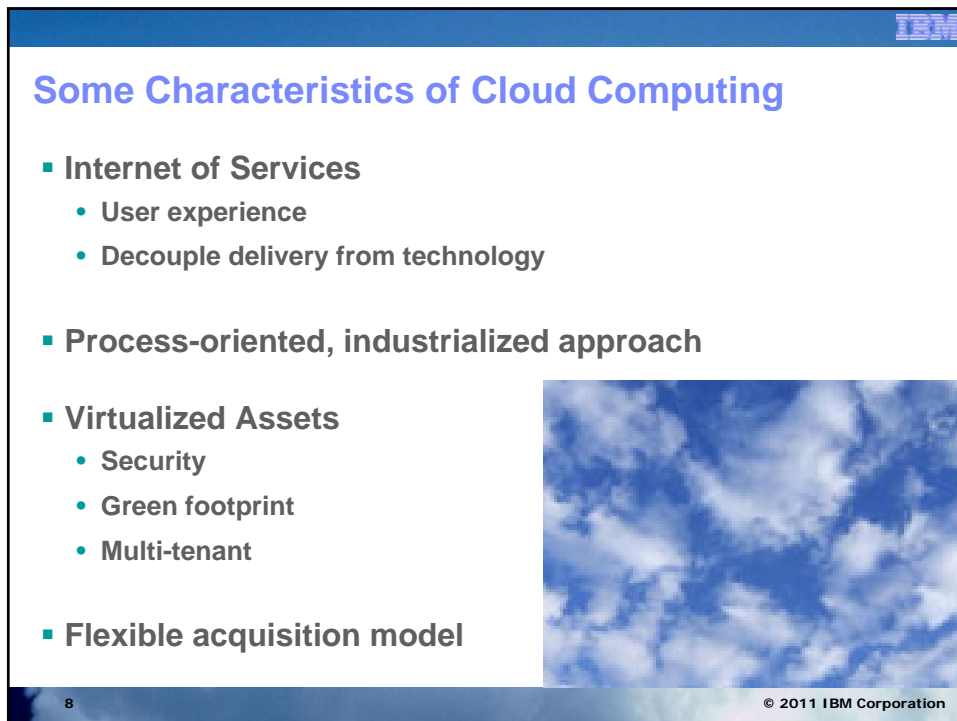 IBM
Some Characteristics of Cloud Computing
▪ Internet of Services
• User experience
• Decouple delivery from technology
▪ Process-oriented, industrialized approach
▪ Virtualized Assets
• Security
• Green footprint
• Multi-tenant
▪ Flexible acquisition model
8
© 2011 IBM Corporation